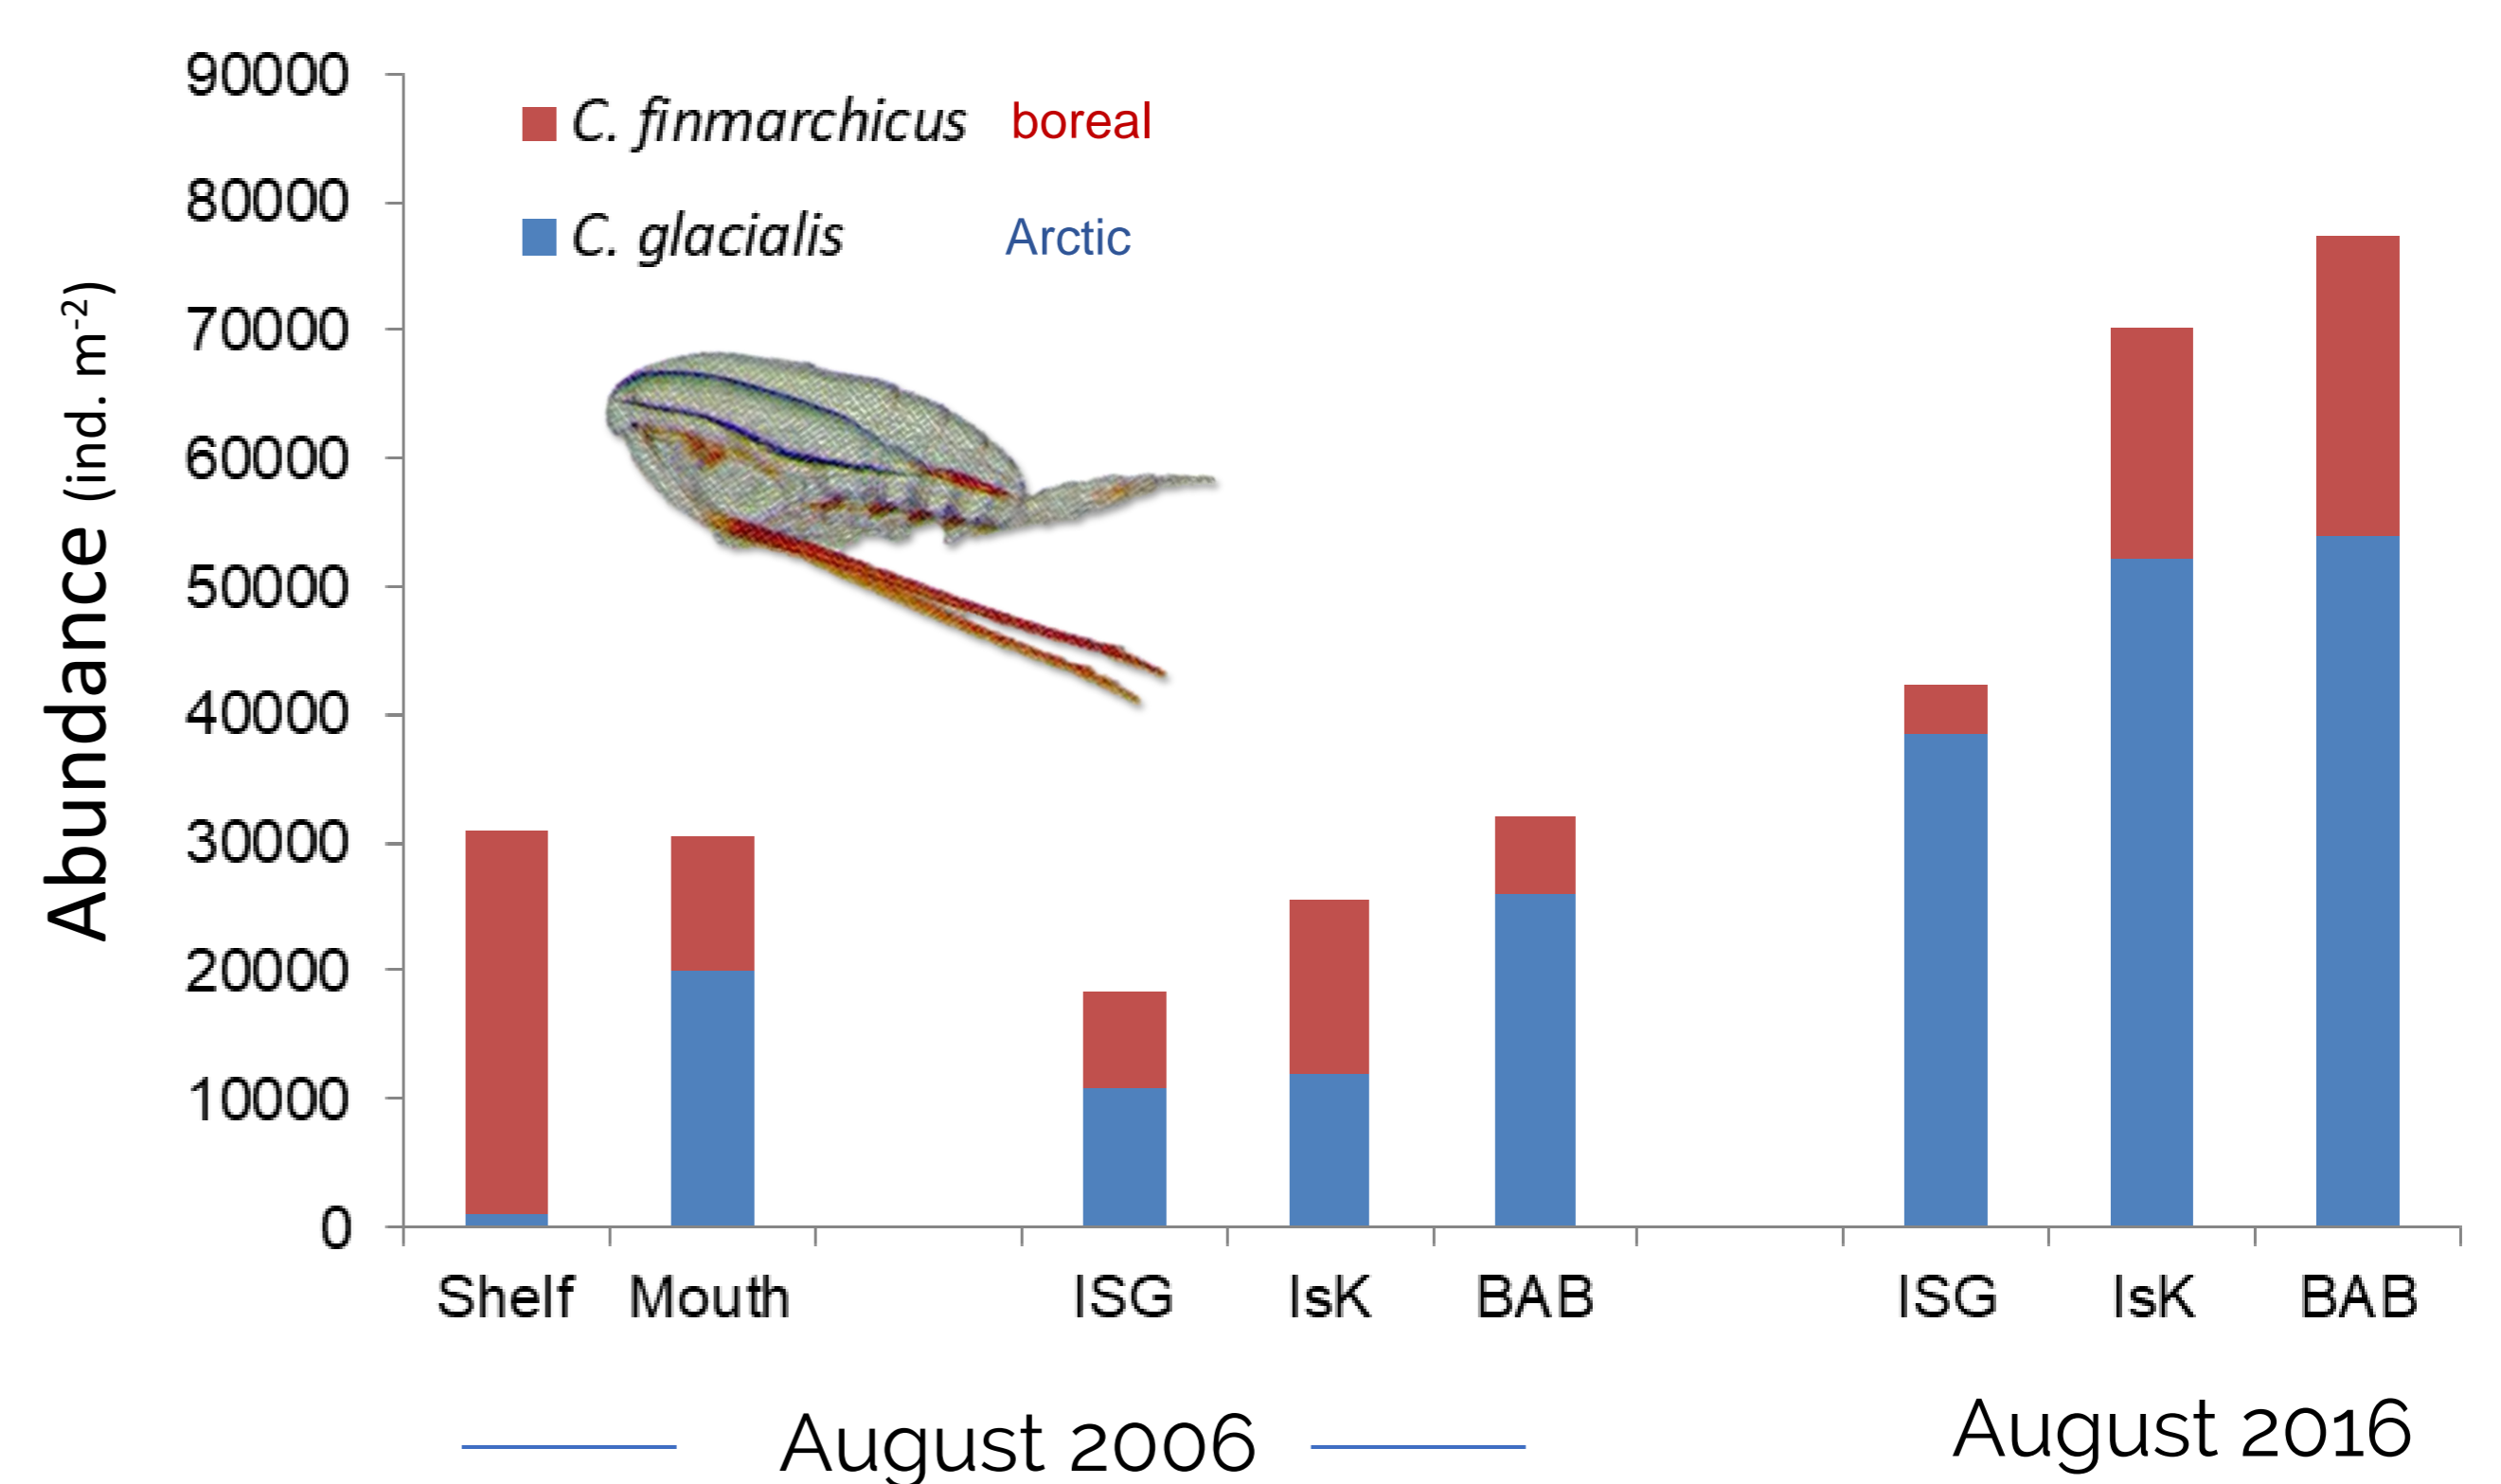 90000
80000
70000
60000
50000
40000
30000
20000
10000
0
Abundance (ind. m⁻²)
C. finmarchicus boreal
C. glacialis Arctic
Shelf Mouth ISG IsK BAB ISG IsK BAB
August 2006 August 2016